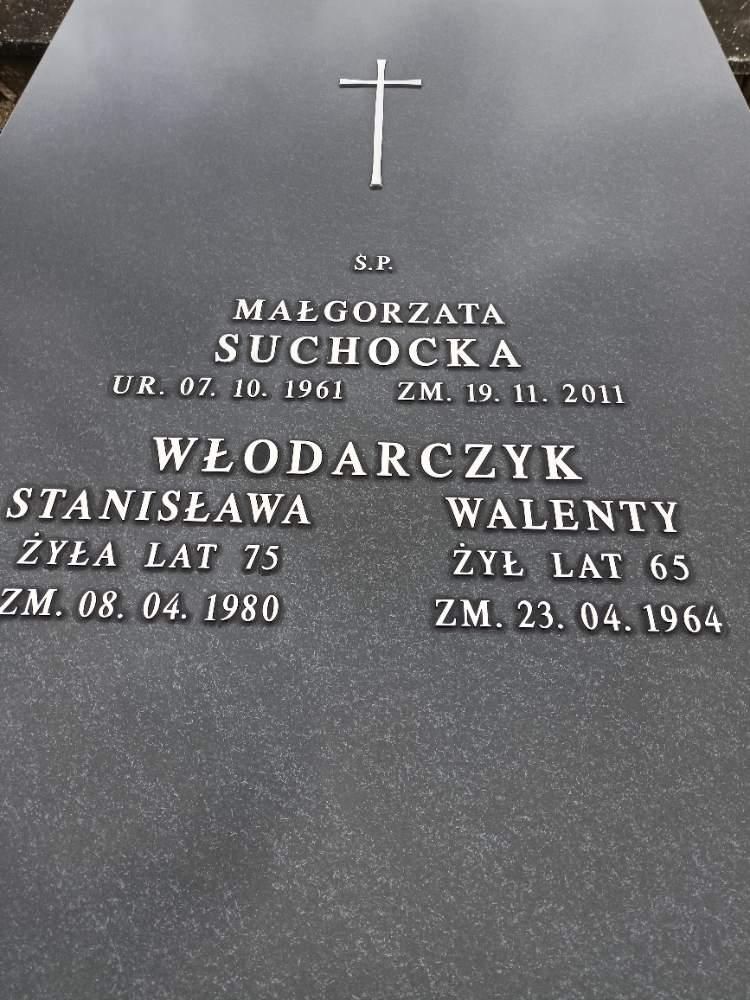 Ś.P.
MAŁGORZATA
SUCHOCKA
UR. 07. 10. 1961 ZM. 19. 11. 2011
WŁODARCZYK
STANISŁAWA WALENTY
ŻYŁA LAT 75 ŻYŁ LAT 65
ZM. 08. 04. 1980 ZM. 23. 04. 1964